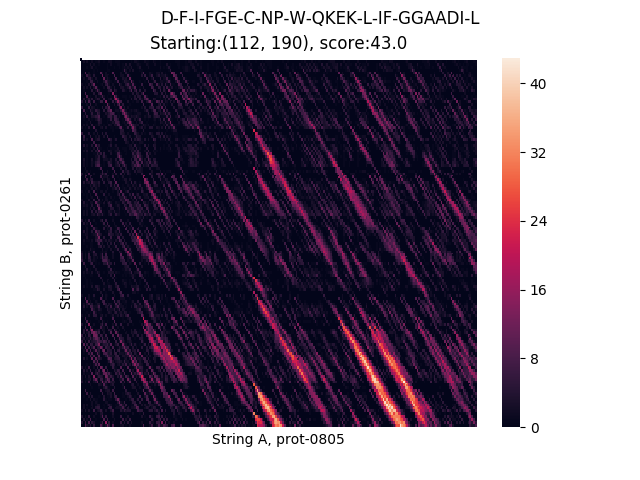 D-F-I-FGE-C-NP-W-QKEK-L-IF-GGAADI-L
Starting:(112, 190), score:43.0
40
32
24
16
8
0
String B, prot-0261
String A, prot-0805